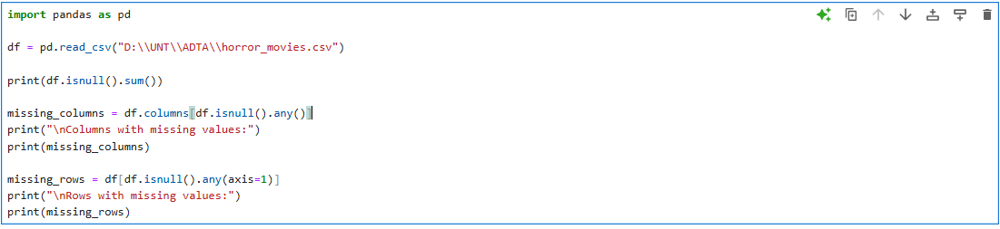 import pandas as pd
df = pd.read_csv("D:\\UNT\\ADTA\\horror_movies.csv")
print(df.isnull().sum())
missing_columns = df.columns[df.isnull().any()]
print("\nColumns with missing values:")
print(missing_columns)
missing_rows = df[df.isnull().any(axis=1)]
print("\nRows with missing values:")
print(missing_rows)